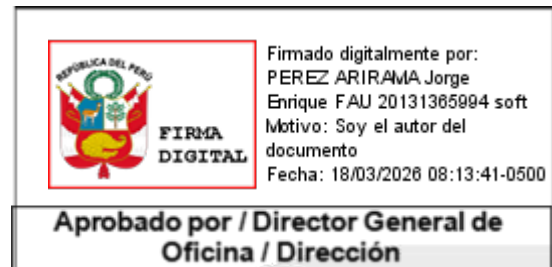 REPÚBLICA DEL PERÚ
FIRMA
DIGITAL
Firmado digitalmente por:
PEREZ ARIRAMA Jorge
Enrique FAU 20131365994 soft
Motivo: Soy el autor del
documento
Fecha: 18/03/2026 08:13:41-0500
Aprobado por / Director General de
Oficina / Dirección